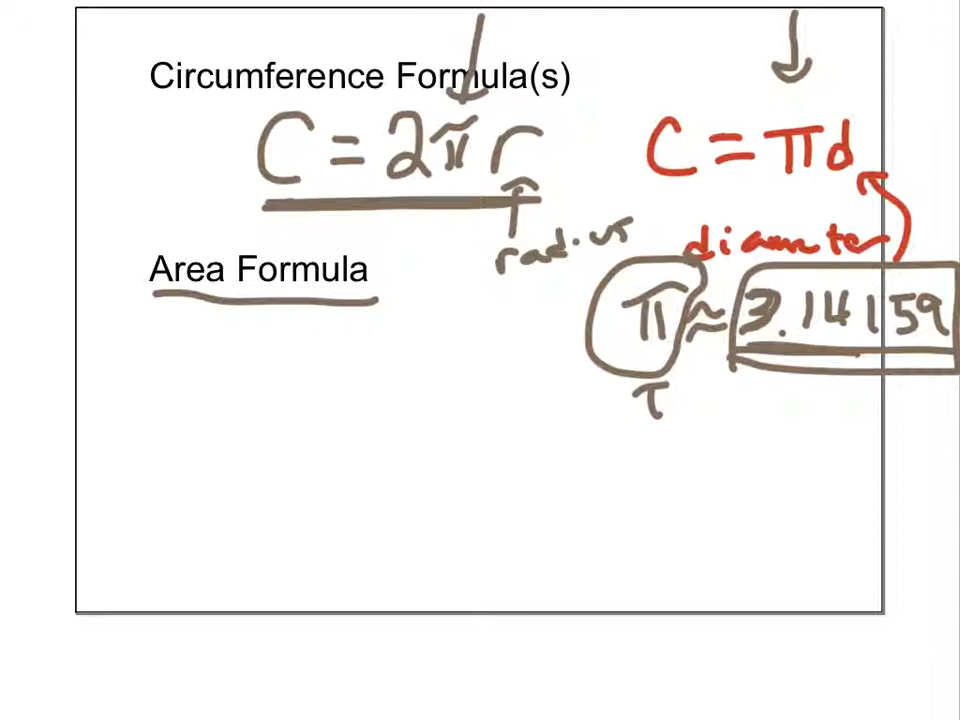 Circumference Formula(s)
C = 2πr
C = πd
radius
diameter
Area Formula
π ≈ 3.14159